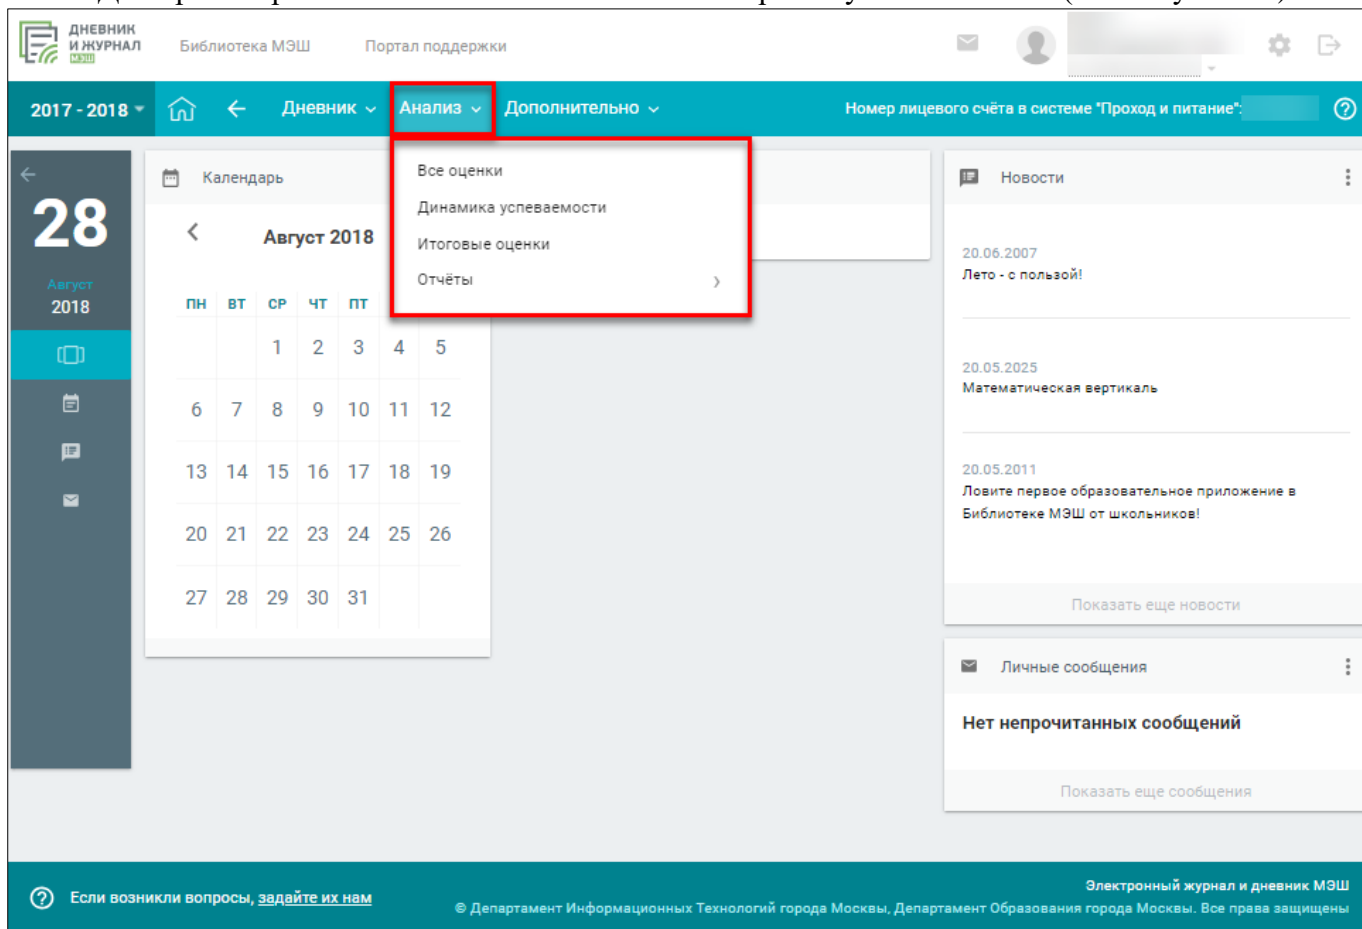 ДНЕВНИК
И ЖУРНАЛ
МЭШ
Библиотека МЭШ Портал поддержки
2017 - 2018 Дневник Анализ Дополнительно Номер лицевого счёта в системе "Проход и питание":
28
Август
2018
Календарь
Август 2018
ПН ВТ СР ЧТ ПТ
1 2 3 4 5
6 7 8 9 10 11 12
13 14 15 16 17 18 19
20 21 22 23 24 25 26
27 28 29 30 31
Все оценки
Динамика успеваемости
Итоговые оценки
Отчёты
Новости
20.06.2007
Лето - с пользой!
20.05.2025
Математическая вертикаль
20.05.2011
Ловите первое образовательное приложение в
Библиотеке МЭШ от школьников!
Показать еще новости
Личные сообщения
Нет непрочитанных сообщений
Показать еще сообщения
Если возникли вопросы, задайте их нам
Электронный журнал и дневник МЭШ
© Департамент Информационных Технологий города Москвы, Департамент Образования города Москвы. Все права защищены